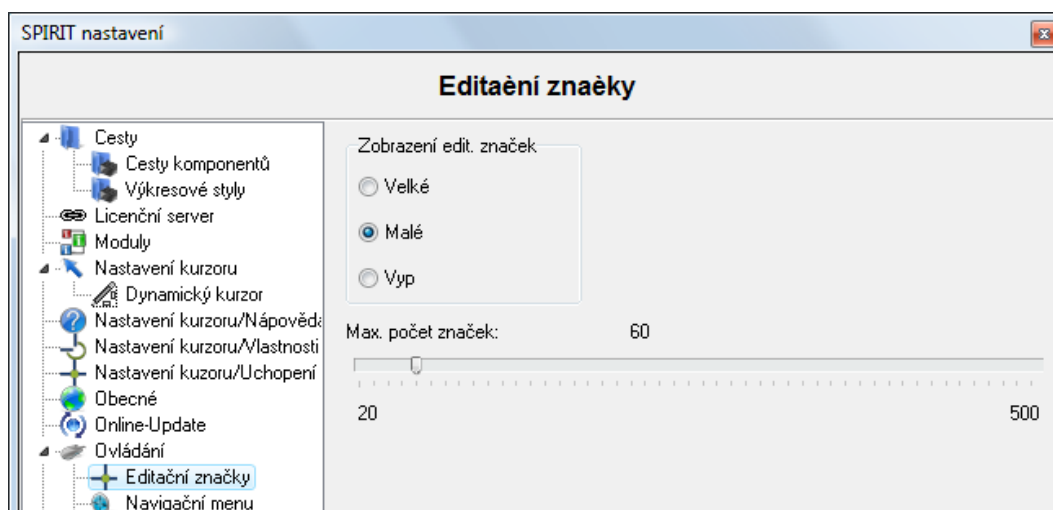 SPIRIT nastavení
Editaèní znaèky
Cesty
Cesty komponentů
Výkresové styly
Licenční server
Moduly
Nastavení kurzoru
Dynamický kurzor
Nastavení kurzoru/Nápověda
Nastavení kurzoru/Vlastnosti
Nastavení kuzoru/Uchopení
Obecné
Online-Update
Ovládání
Editační značky
Navigační menu
Zobrazení edit. značek
Velké
Malé
Vyp
Max. počet značek: 60
20 500